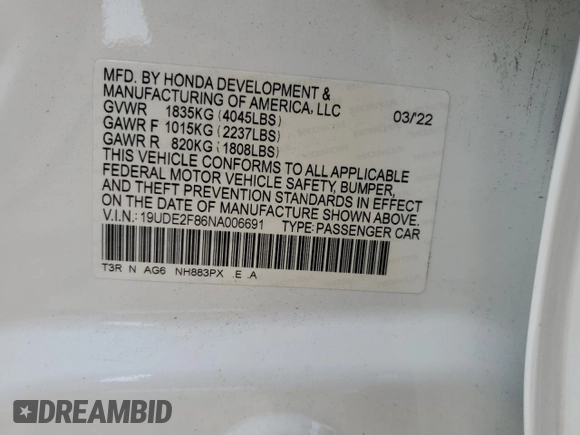 MFD. BY HONDA DEVELOPMENT &
MANUFACTURING OF AMERICA, LLC
GVWR 1835KG (4045LBS) 03/22
GAWR F 1015KG (2237LBS)
GAWR R 820KG (1808LBS)
THIS VEHICLE CONFORMS TO ALL APPLICABLE
FEDERAL MOTOR VEHICLE SAFETY, BUMPER,
AND THEFT PREVENTION STANDARDS IN EFFECT
ON THE DATE OF MANUFACTURE SHOWN ABOVE.
V.I.N.: 19UDE2F86NA006691 TYPE: PASSENGER CAR
T3R N AG6 NH883PX .E .A
DREAMBID